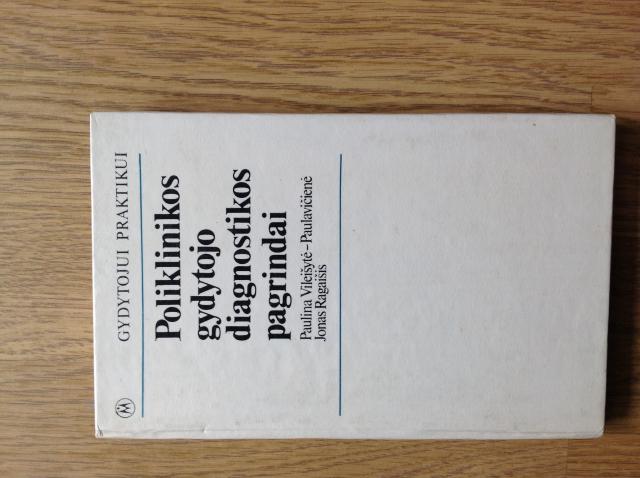 GYDYTOJUI PRAKTIKUI
Poliklinikos
gydytojo
diagnostikos
pagrindai
Paulina Vileišytė-Paulavičienė
Jonas Ragaišis